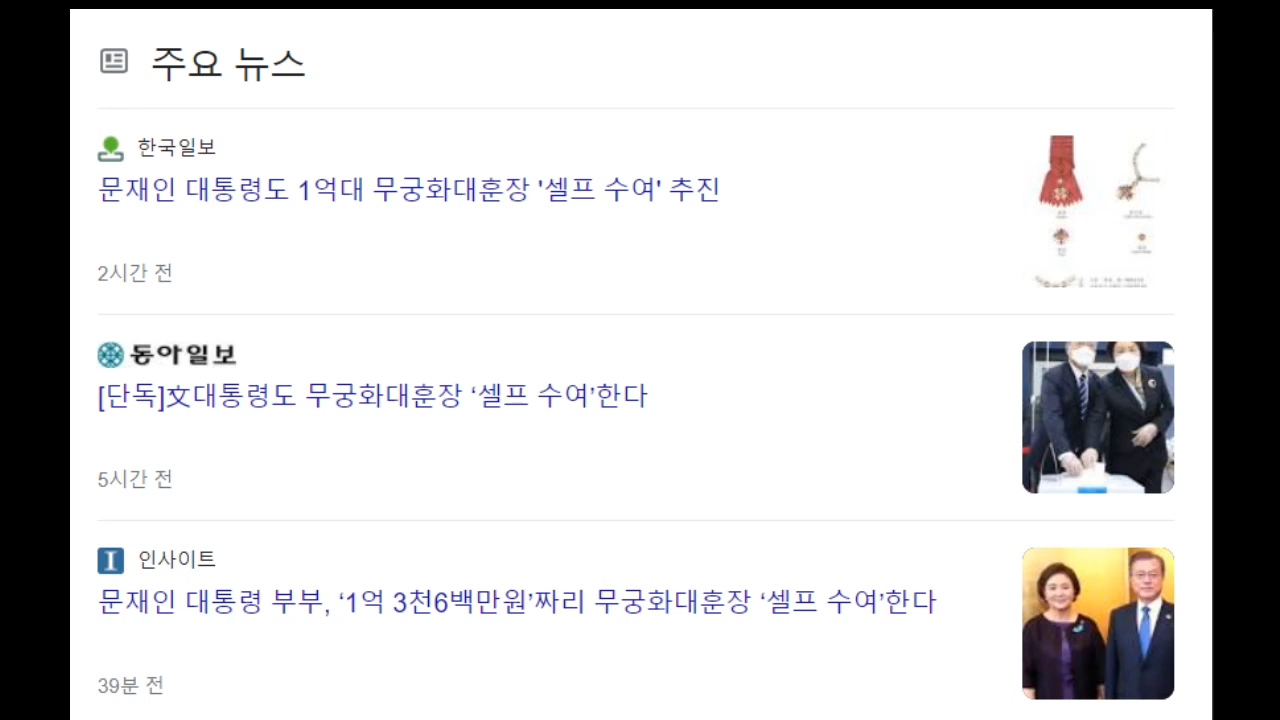 주요 뉴스
한국일보
문재인 대통령도 1억대 무궁화대훈장 '셀프 수여' 추진
2시간 전
동아일보
[단독]文대통령도 무궁화대훈장 ‘셀프 수여’한다
5시간 전
인사이트
문재인 대통령 부부, ‘1억 3천6백만원’짜리 무궁화대훈장 ‘셀프 수여’한다
39분 전